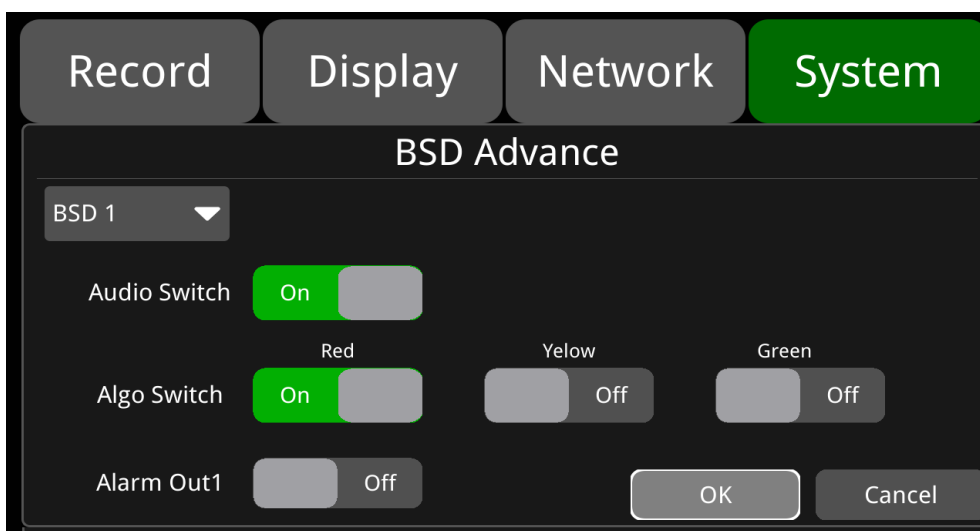 Record Display Network System
BSD Advance
BSD 1
Audio Switch On
Red Yelow Green
Algo Switch On Off Off
Alarm Out1 Off OK Cancel